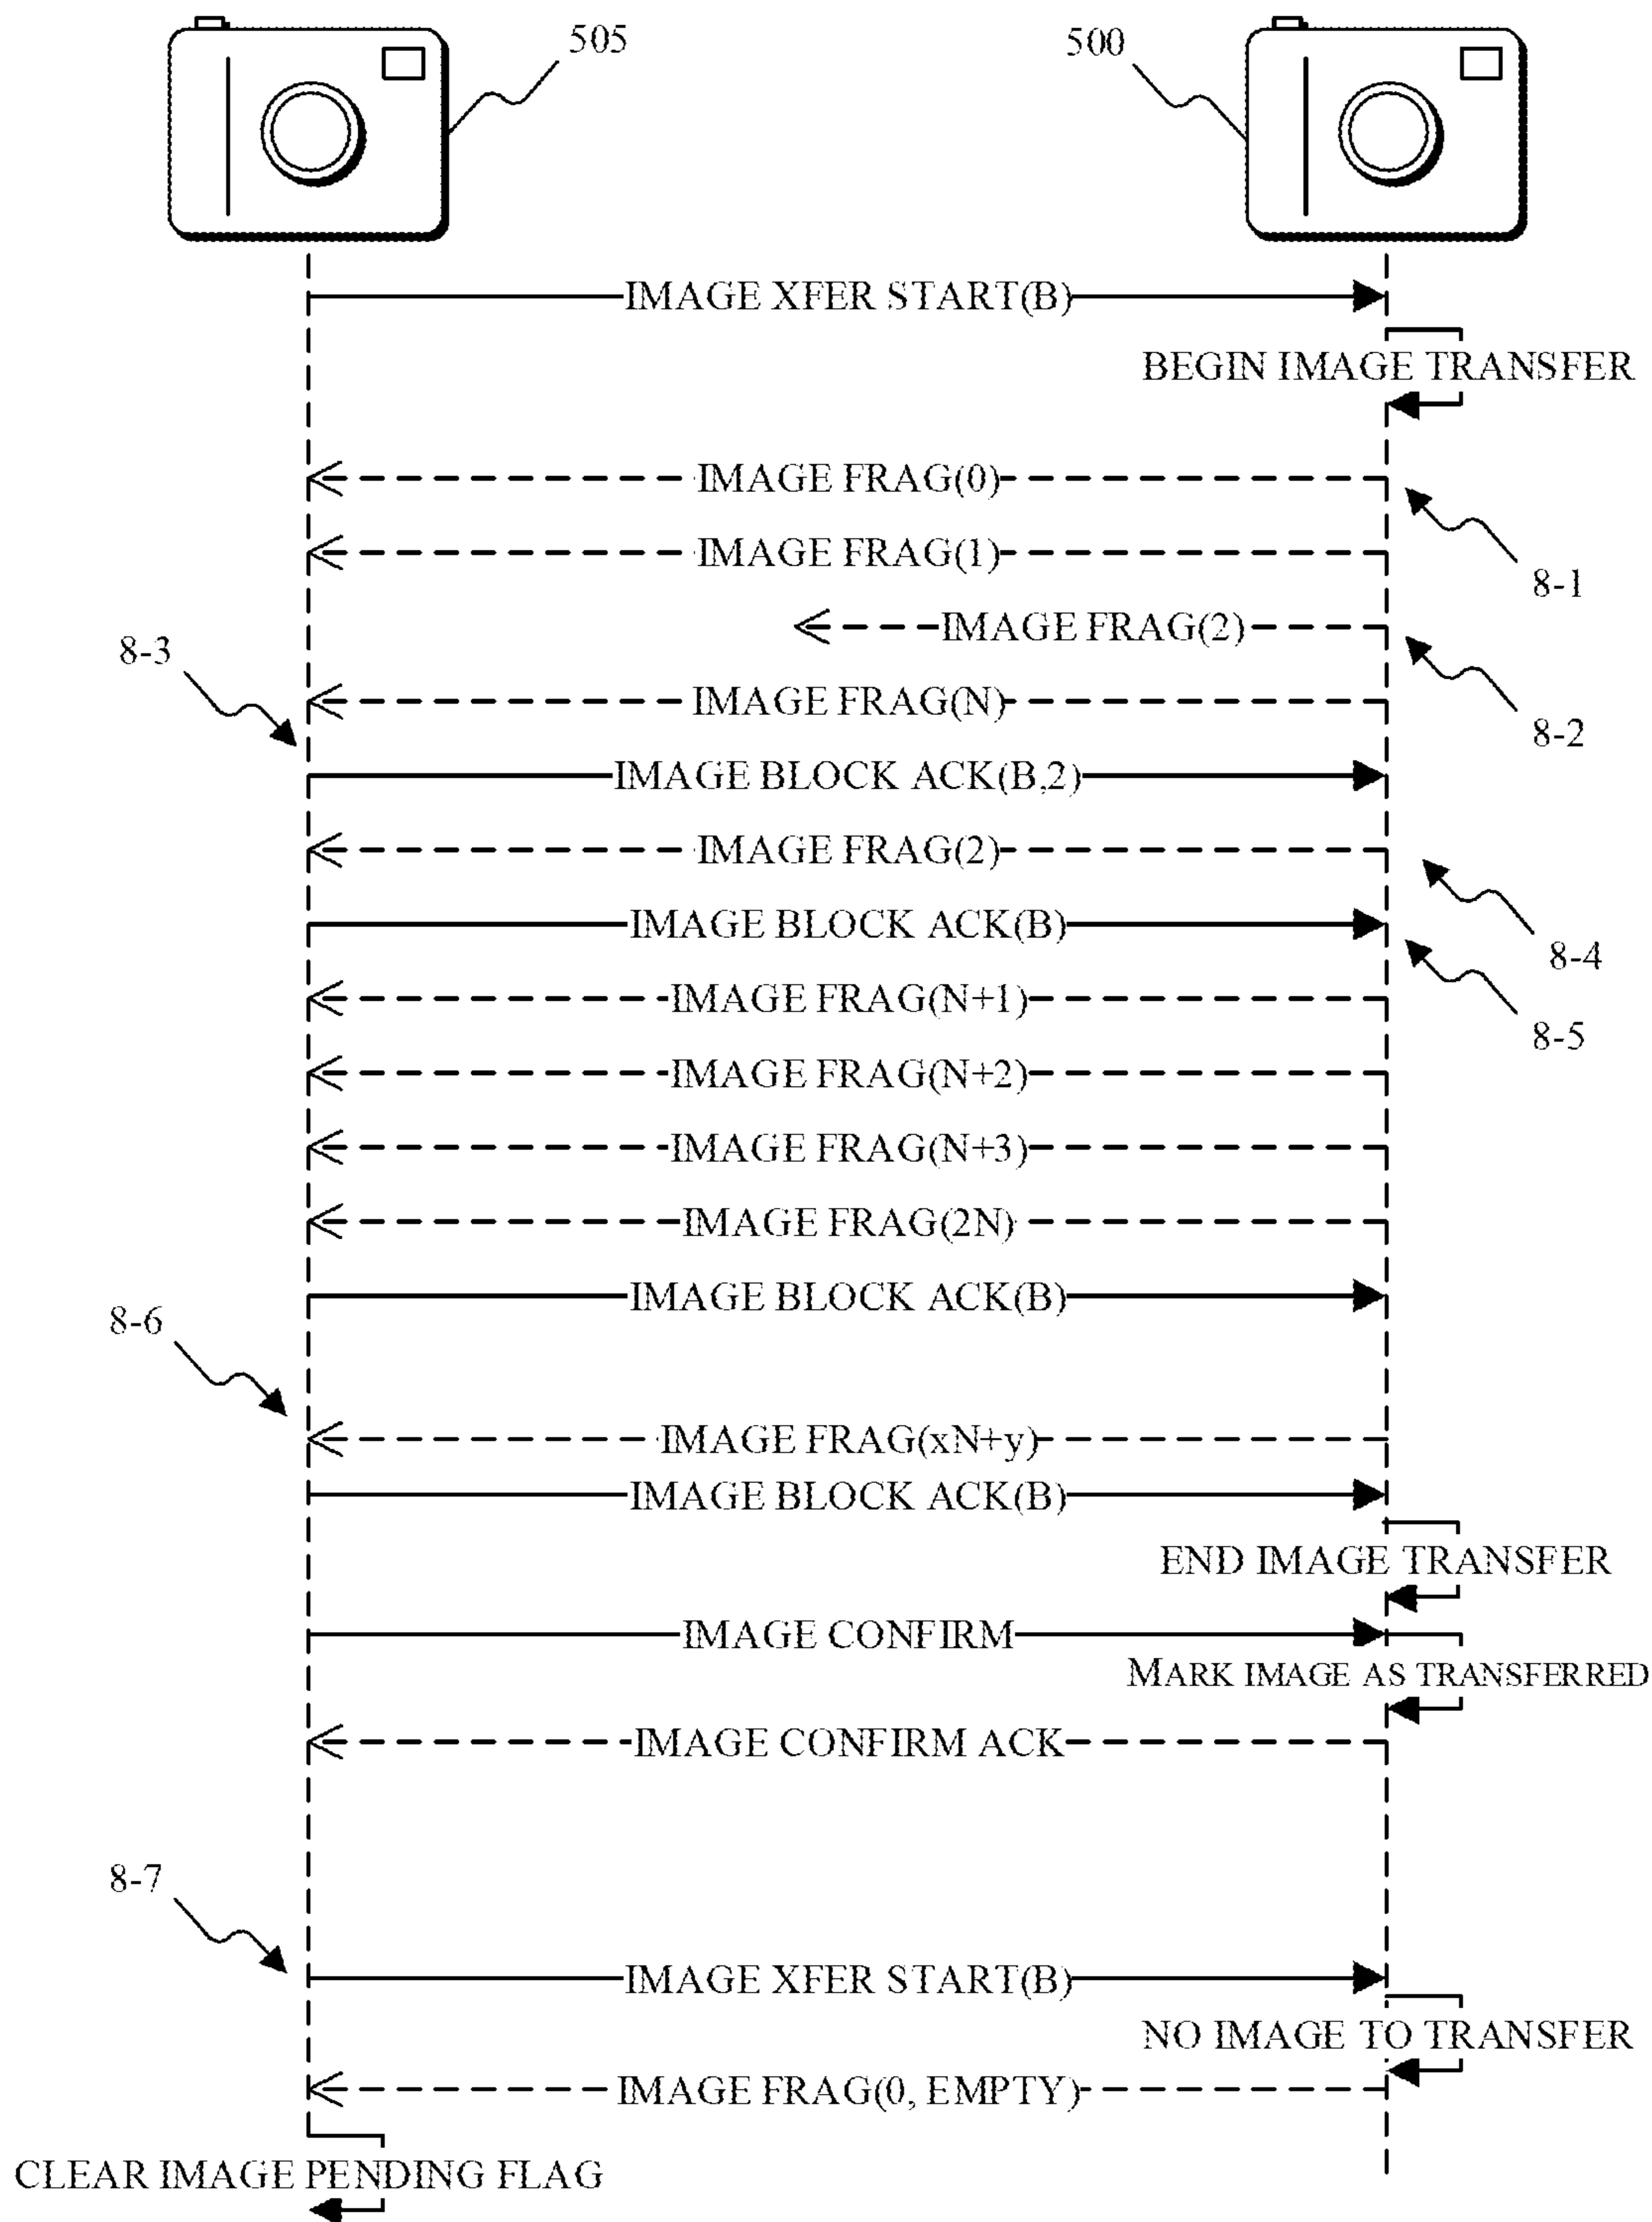 505
500
IMAGE XFER START(B)
BEGIN IMAGE TRANSFER
IMAGE FRAG(0)
IMAGE FRAG(1)
8-1
IMAGE FRAG(2)
8-3
IMAGE FRAG(N)
8-2
IMAGE BLOCK ACK(B,2)
IMAGE FRAG(2)
IMAGE BLOCK ACK(B)
8-4
IMAGE FRAG(N+1)
8-5
IMAGE FRAG(N+2)
IMAGE FRAG(N+3)
IMAGE FRAG(2N)
IMAGE BLOCK ACK(B)
8-6
IMAGE FRAG(xN+y)
IMAGE BLOCK ACK(B)
END IMAGE TRANSFER
IMAGE CONFIRM
MARK IMAGE AS TRANSFERRED
IMAGE CONFIRM ACK
8-7
IMAGE XFER START(B)
NO IMAGE TO TRANSFER
IMAGE FRAG(0, EMPTY)
CLEAR IMAGE PENDING FLAG